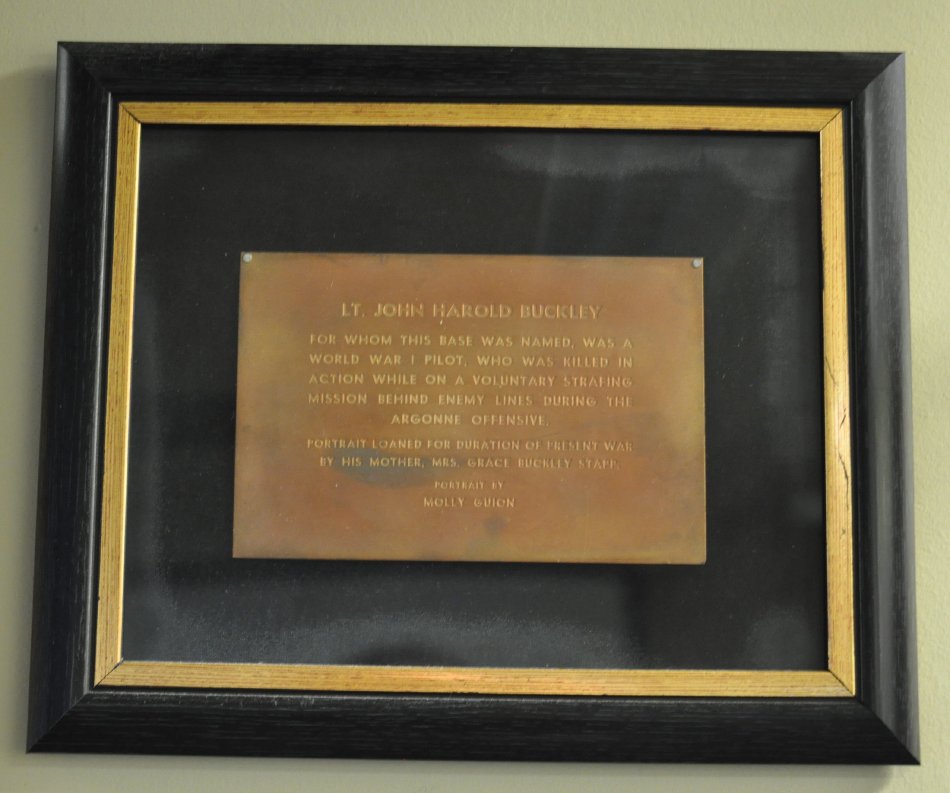 LT. JOHN HAROLD BUCKLEY
FOR WHOM THIS BASE WAS NAMED, WAS A
WORLD WAR I PILOT, WHO WAS KILLED IN
ACTION WHILE ON A VOLUNTARY STRAFING
MISSION BEHIND ENEMY LINES DURING THE
ARGONNE OFFENSIVE.
PORTRAIT LOANED FOR DURATION OF PRESENT WAR
BY HIS MOTHER, MRS. GRACE BUCKLEY STAPP.
PORTRAIT BY
MOLLY GUION